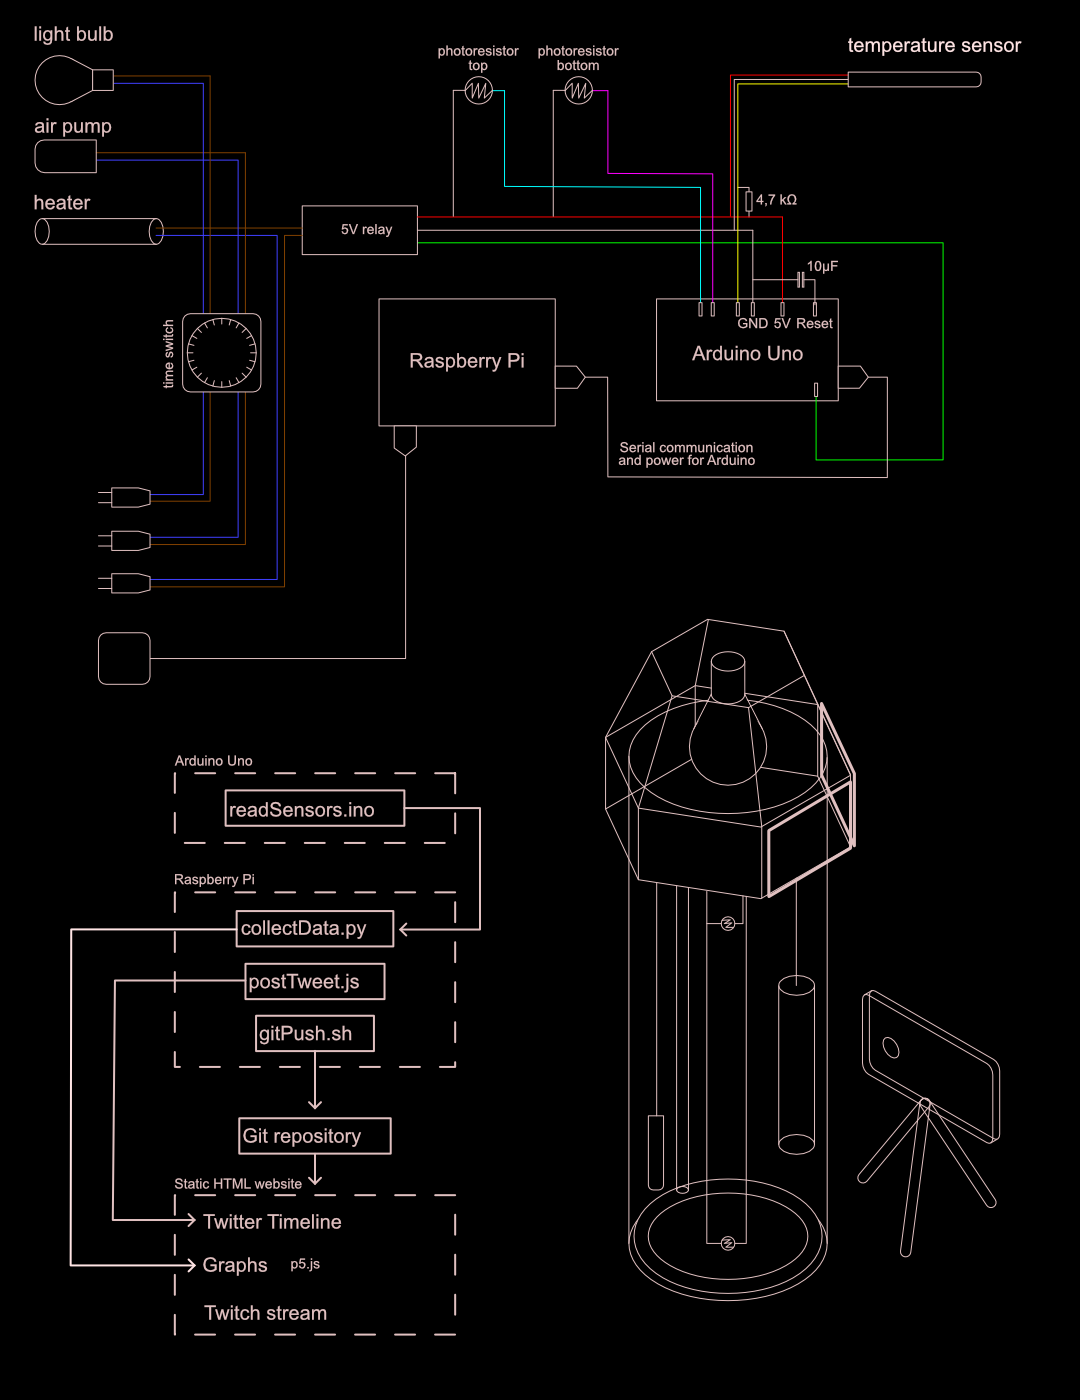 light bulb
air pump
heater
time switch
photoresistor
top
photoresistor
bottom
temperature sensor
4,7 kΩ
5V relay
10µF
GND 5V Reset
Arduino Uno
Raspberry Pi
Serial communication
and power for Arduino
Arduino Uno
readSensors.ino
Raspberry Pi
collectData.py
postTweet.js
gitPush.sh
Git repository
Static HTML website
Twitter Timeline
Graphs p5.js
Twitch stream